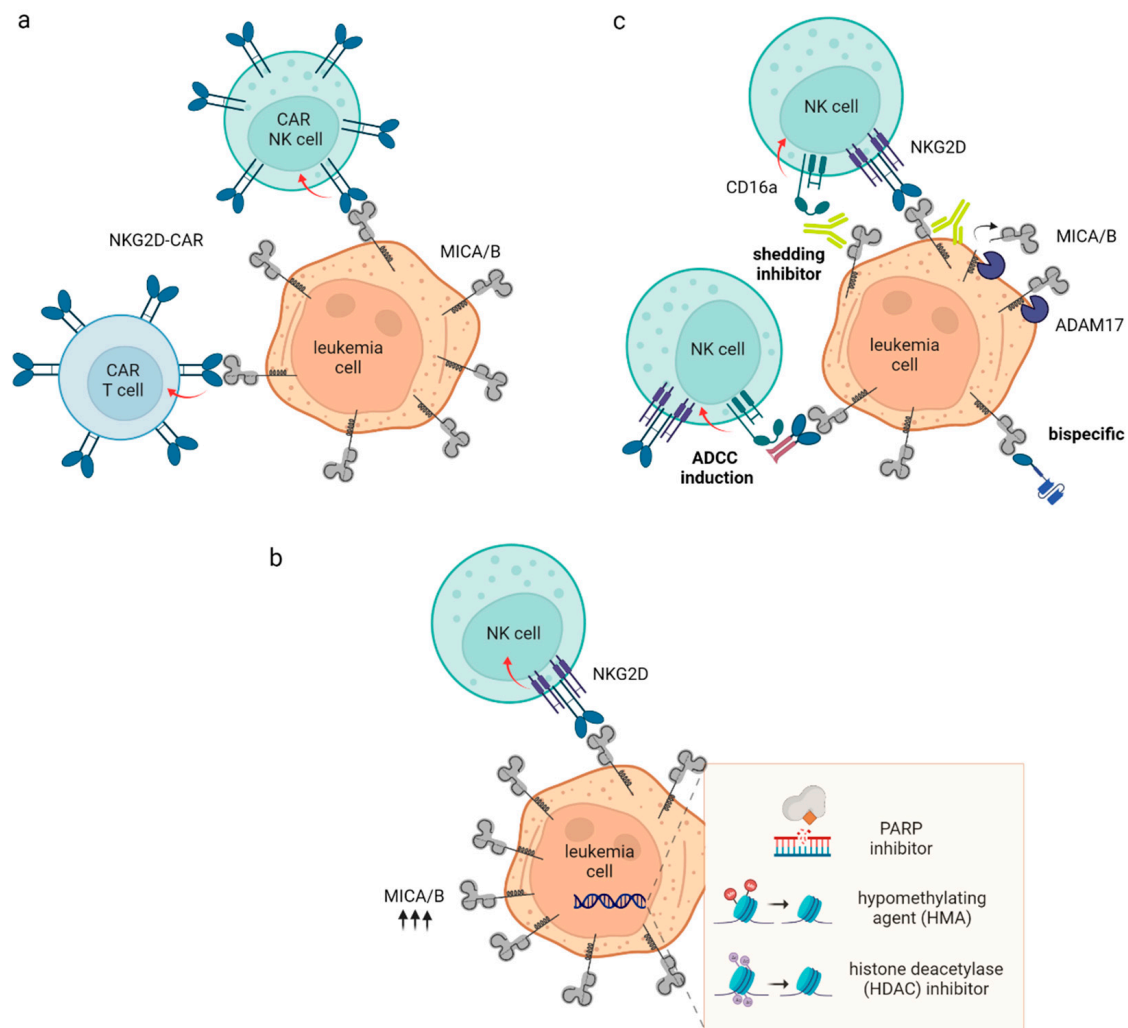 a
CAR
NK cell
NKG2D-CAR
MICA/B
CAR
T cell
leukemia
cell
c
NK cell
NKG2D
CD16a
MICA/B
shedding
inhibitor
ADAM17
NK cell
leukemia
cell
bispecific
ADCC
induction
b
NK cell
NKG2D
leukemia
cell
MICA/B
PARP
inhibitor
hypomethylating
agent (HMA)
histone deacetylase
(HDAC) inhibitor